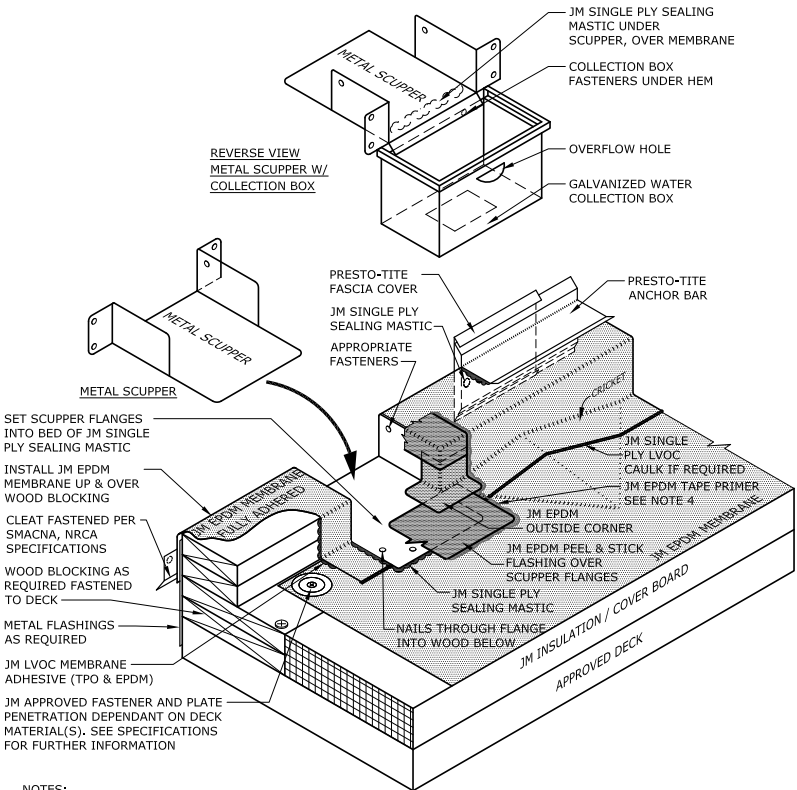 JM SINGLE PLY SEALING
MASTIC UNDER
SCUPPER, OVER MEMBRANE
METAL SCUPPER
COLLECTION BOX
FASTENERS UNDER HEM
REVERSE VIEW
METAL SCUPPER W/
COLLECTION BOX
OVERFLOW HOLE
GALVANIZED WATER
COLLECTION BOX
PRESTO-TITE
FASCIA COVER
PRESTO-TITE
ANCHOR BAR
JM SINGLE PLY
SEALING MASTIC
METAL SCUPPER
APPROPRIATE
FASTENERS
METAL SCUPPER
CRICKET
SET SCUPPER FLANGES
INTO BED OF JM SINGLE
PLY SEALING MASTIC
JM SINGLE
PLY LVOC
CAULK IF REQUIRED
INSTALL JM EPDM
MEMBRANE UP & OVER
WOOD BLOCKING
JM EPDM MEMBRANE
FULLY ADHERED
JM EPDM TAPE PRIMER
SEE NOTE 4
CLEAT FASTENED PER
SMACNA, NRCA
SPECIFICATIONS
JM EPDM
OUTSIDE CORNER
JM EPDM MEMBRANE
JM EPDM PEEL & STICK
FLASHING OVER
SCUPPER FLANGES
WOOD BLOCKING AS
REQUIRED FASTENED
TO DECK
JM SINGLE PLY
SEALING MASTIC
METAL FLASHINGS
AS REQUIRED
NAILS THROUGH FLANGE
INTO WOOD BELOW
JM INSULATION / COVER BOARD
APPROVED DECK
JM LVOC MEMBRANE
ADHESIVE (TPO & EPDM)
JM APPROVED FASTENER AND PLATE
PENETRATION DEPENDANT ON DECK
MATERIAL(S). SEE SPECIFICATIONS
FOR FURTHER INFORMATION
NOTES: